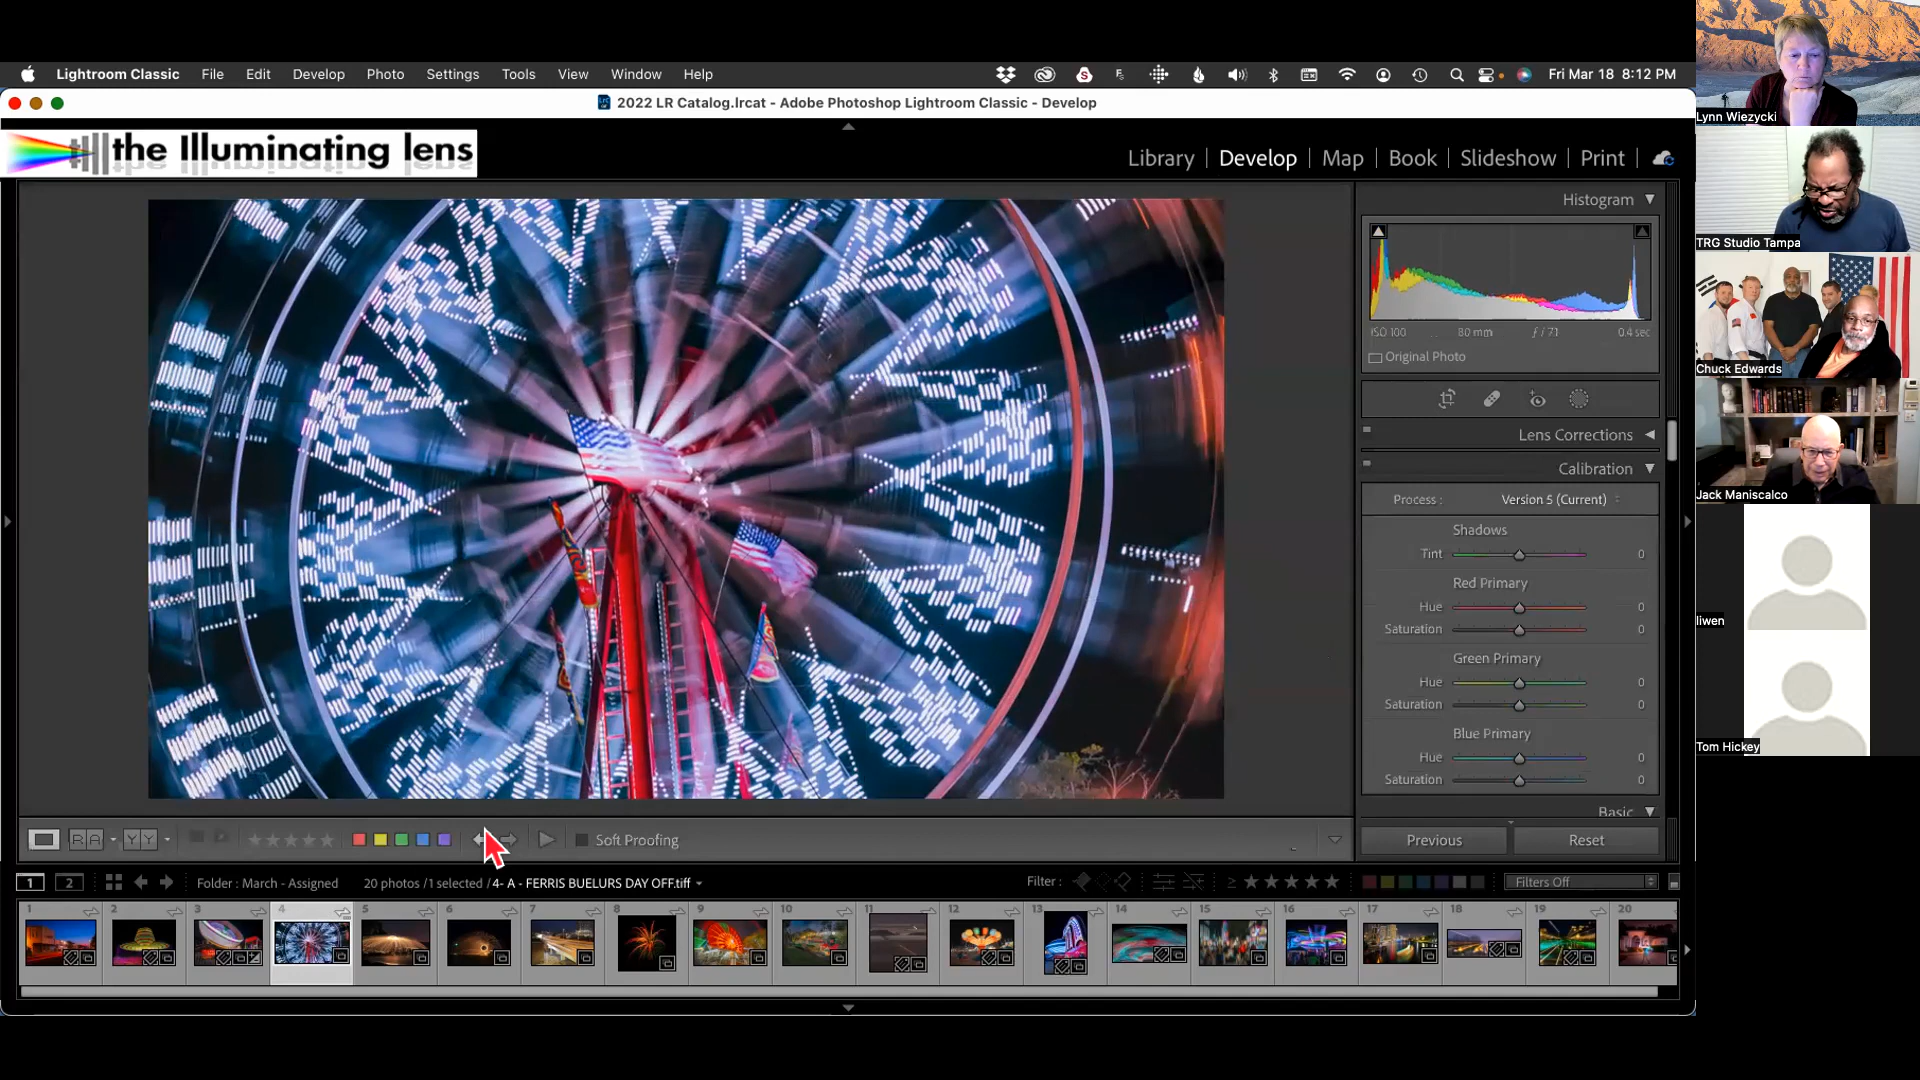 Lightroom Classic File Edit Develop Photo Settings Tools View Window Help Fri Mar 18 8:12 PM
2022 LR Catalog.lrcat - Adobe Photoshop Lightroom Classic - Develop
the Illuminating lens
Library | Develop | Map | Book | Slideshow | Print
Histogram
ISO 100 80 mm f / 71 0.4 sec
Original Photo
Lens Corrections
Calibration
Process : Version 5 (Current)
Shadows
Tint 0
Red Primary
Hue 0
Saturation 0
Green Primary
Hue 0
Saturation 0
Blue Primary
Hue 0
Saturation 0
Basic
Previous Reset
R A Y Y Soft Proofing
1 2 Folder : March - Assigned 20 photos /1 selected /4- A - FERRIS BUELURS DAY OFF.tiff Filter : Filters Off
1 2 3 4 5 6 7 8 9 10 11 12 13 14 15 16 17 18 19 20
Lynn Wiezycki
TRG Studio Tampa
Chuck Edwards
Jack Maniscalco
liwen
Tom Hickey